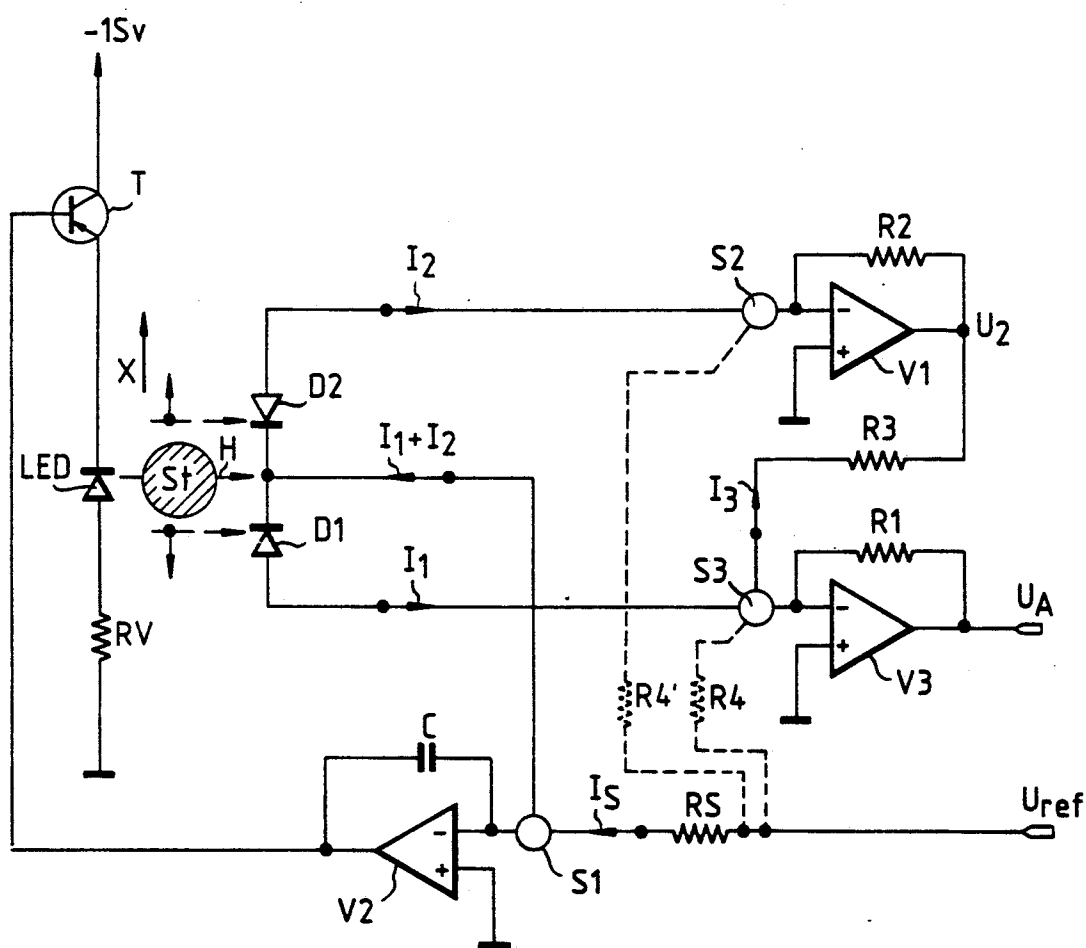 -15v
T
R2
I2
S2
-
+
U2
V1
X
D2
R3
I1+I2
LED
St
H
I3
R1
D1
S3
I1
-
+
UA
V3
RV
R4'
R4
C
IS
RS
Uref
-
+
S1
V2